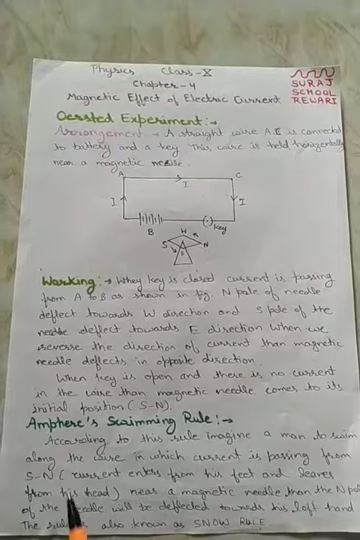 Physics Class-X
Chapter-4
Magnetic Effect of Electric Current
SURAJ
SCHOOL
REWARI
Oersted Experiment:-
Arrangement → A straight wire AC is connected
to battery and a key This wire is held horizontally
near a magnetic needle.
A
C
I
I
I
B
key
W
S
N
E
Working:- When key is closed current is passing
from A to B as shown in fig N pole of needle
deflect towards W direction and S pole of the
needle deflect towards E direction When we
reverse the direction of current than magnetic
needle deflects in opposite direction.
When key is open and there is no current
in the wire than magnetic needle comes to its
initial position (S-N).
Amphere's Swimming Rule:→
According to this rule imagine a man to swim
along the wire in which current is passing from
S-N (current enters from his feet and leaves
from his head) near a magnetic needle than the N pole
of the needle will be deflected towards his left hand
The rule is also known as SNOW RULE